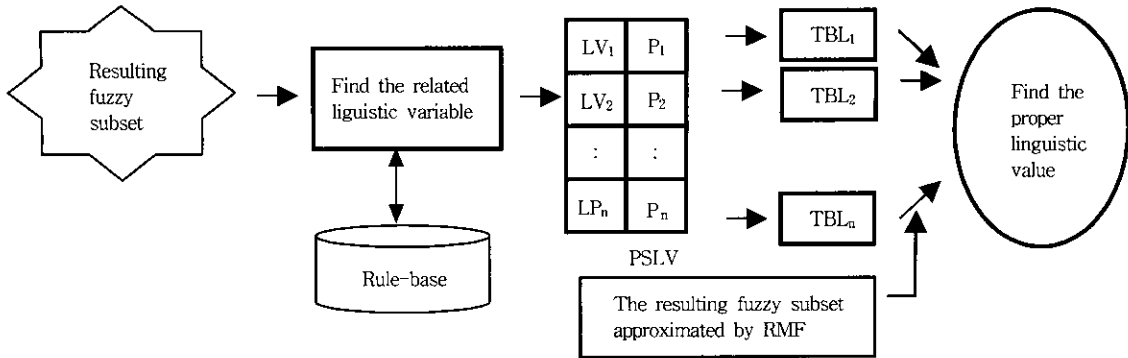 Resulting
fuzzy
subset
Find the related
liguistic variable
Rule-base
LV₁ P₁
LV₂ P₂
: :
LPₙ Pₙ
PSLV
TBL₁
TBL₂
TBLₙ
The resulting fuzzy subset
approximated by RMF
Find the
proper
linguistic
value